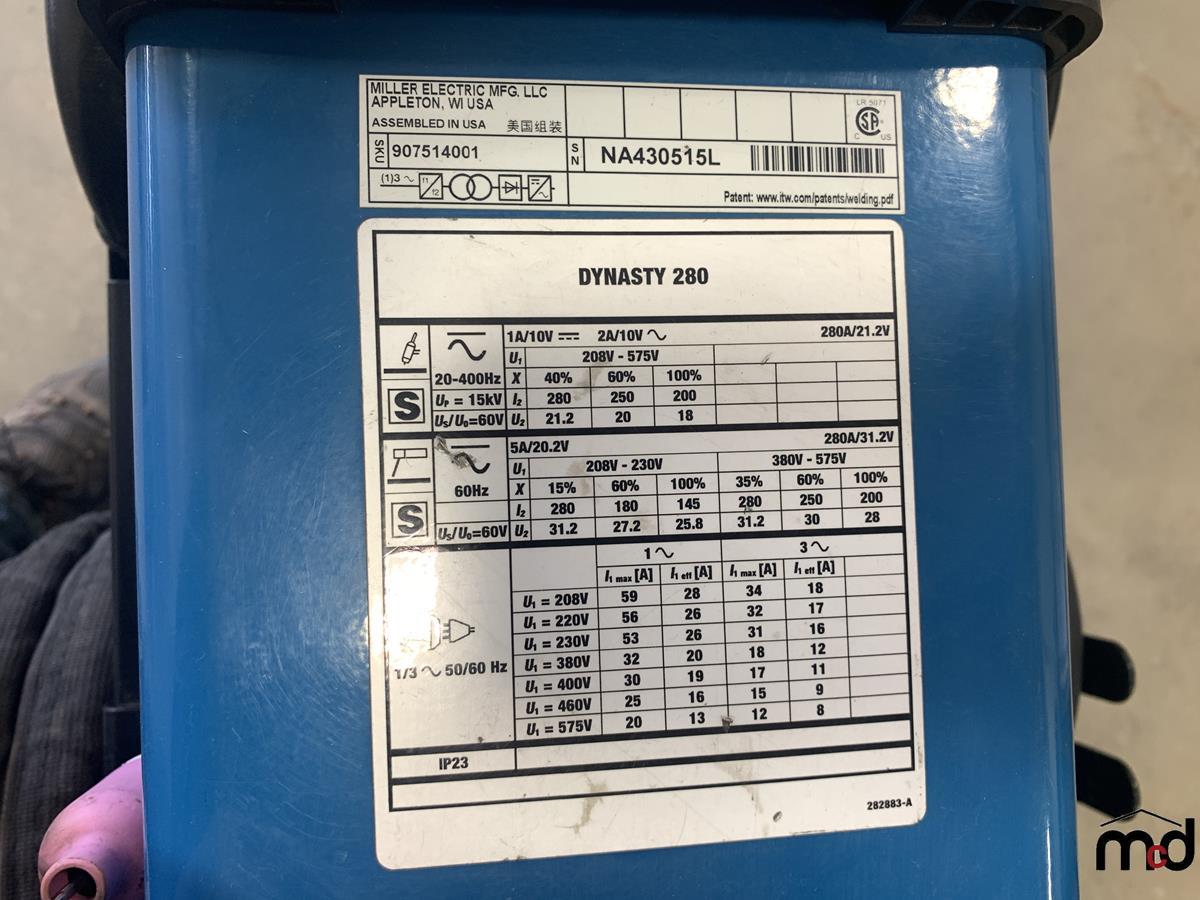 MILLER ELECTRIC MFG, LLC
APPLETON, WI USA
ASSEMBLED IN USA 美国组装
LR 5071
SA®
C US
SKU 907514001 SN NA430515L
(1)3 ~ f1 f2
Patent: www.itw.com/patents/welding.pdf
DYNASTY 280
1A/10V 2A/10V 280A/21.2V
U1 208V - 575V
20-400Hz X 40% 60% 100%
S UP = 15kV I2 280 250 200
US/U0=60V U2 21.2 20 18
5A/20.2V 280A/31.2V
U1 208V - 230V 380V - 575V
60Hz X 15% 60% 100% 35% 60% 100%
S I2 280 180 145 280 250 200
US/U0=60V U2 31.2 27.2 25.8 31.2 30 28
1~ 3~
I1 max [A] I1 eff [A] I1 max [A] I1 eff [A]
U1 = 208V 59 28 34 18
U1 = 220V 56 26 32 17
U1 = 230V 53 26 31 16
U1 = 380V 32 20 18 12
1/3 ~ 50/60 Hz U1 = 400V 30 19 17 11
U1 = 460V 25 16 15 9
U1 = 575V 20 13 12 8
IP23
282883-A
mcd